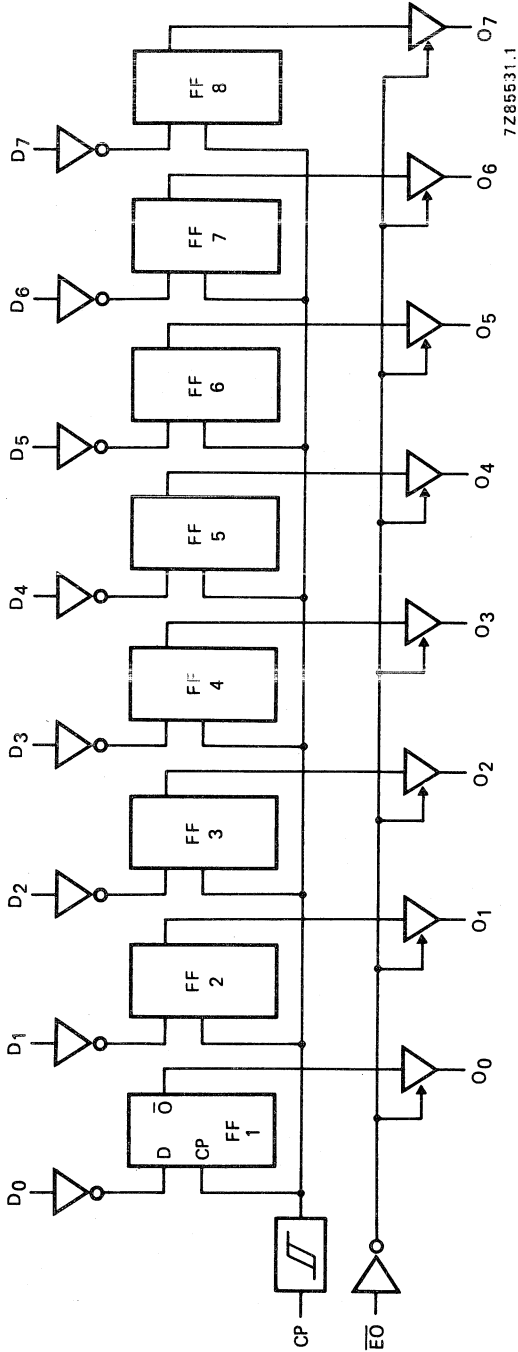 D0 D1 D2 D3 D4 D5 D6 D7
D O̅ CP FF 1
FF 2
FF 3
FF 4
FF 5
FF 6
FF 7
FF 8
CP
E̅O̅
O0 O1 O2 O3 O4 O5 O6 O7
7Z85531.1